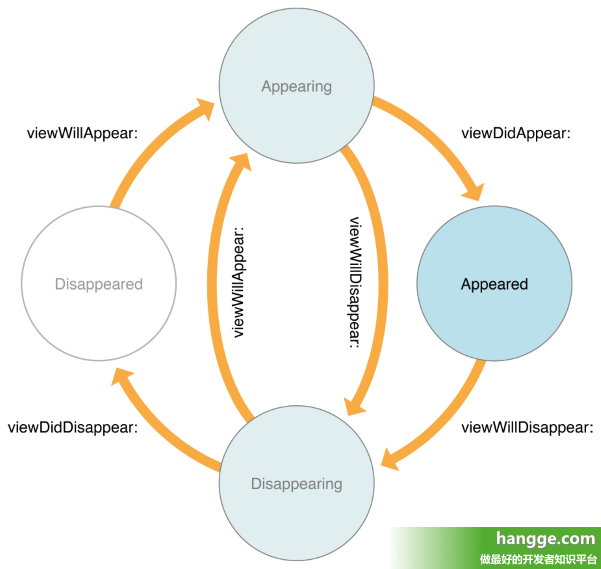 Appearing
viewWillAppear:
viewDidAppear:
viewWillAppear:
viewWillDisappear:
Disappeared
Appeared
viewDidDisappear:
viewWillDisappear:
Disappearing
hangge.com
做最好的开发者知识平台